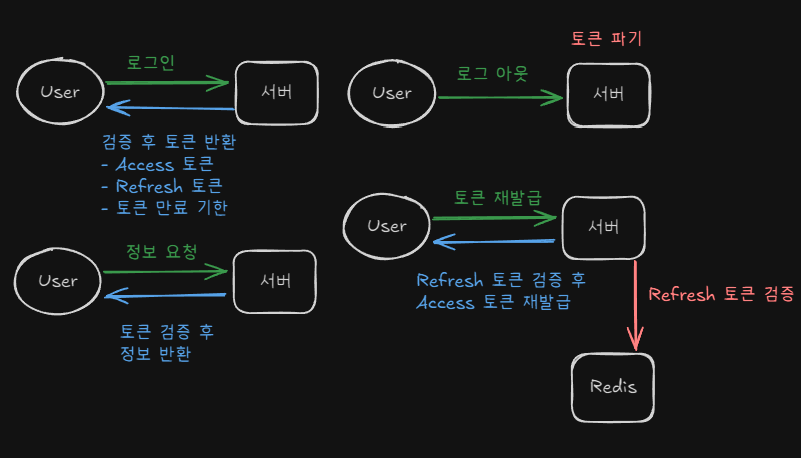 로그인
User
서버
검증 후 토큰 반환
- Access 토큰
- Refresh 토큰
- 토큰 만료 기한
토큰 파기
로그 아웃
User
서버
정보 요청
User
서버
토큰 검증 후
정보 반환
토큰 재발급
User
서버
Refresh 토큰 검증 후
Access 토큰 재발급
Refresh 토큰 검증
Redis